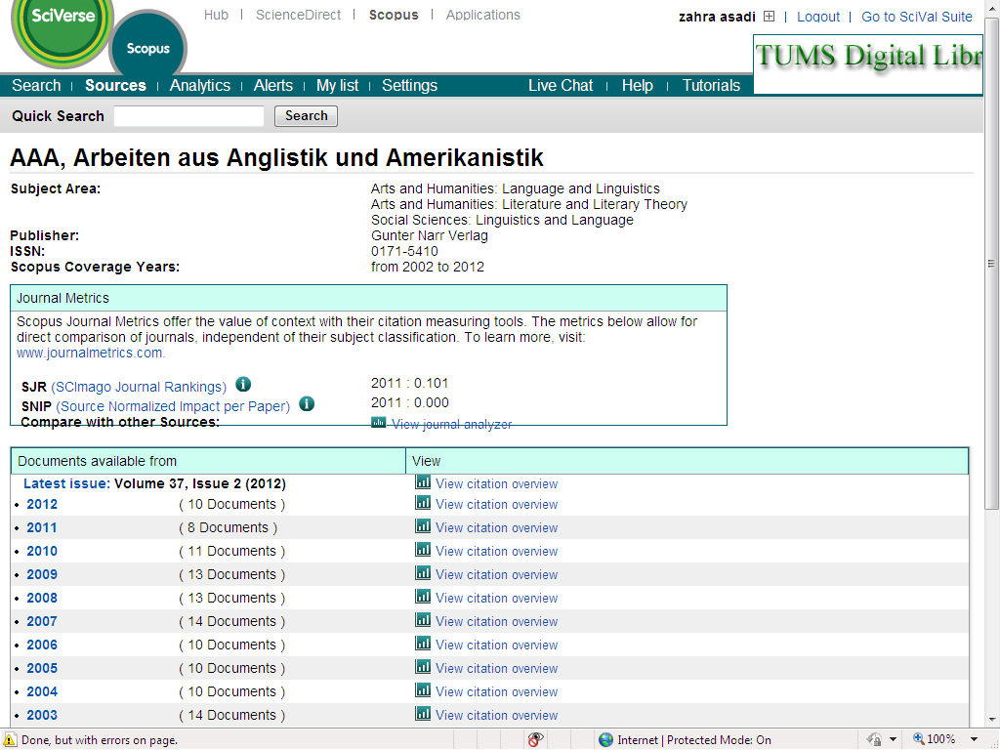 SciVerse
Hub | ScienceDirect | Scopus | Applications
zahra asadi | Logout | Go to SciVal Suite
Scopus
TUMS Digital Libr
Search | Sources | Analytics | Alerts | My list | Settings
Live Chat | Help | Tutorials
Quick Search Search
AAA, Arbeiten aus Anglistik und Amerikanistik
Subject Area: Arts and Humanities: Language and Linguistics
Arts and Humanities: Literature and Literary Theory
Social Sciences: Linguistics and Language
Publisher: Gunter Narr Verlag
ISSN: 0171-5410
Scopus Coverage Years: from 2002 to 2012
Journal Metrics
Scopus Journal Metrics offer the value of context with their citation measuring tools. The metrics below allow for
direct comparison of journals, independent of their subject classification. To learn more, visit:
www.journalmetrics.com.
SJR (SCImago Journal Rankings) 2011 : 0.101
SNIP (Source Normalized Impact per Paper) 2011 : 0.000
Compare with other Sources: View journal analyzer
Documents available from View
Latest issue: Volume 37, Issue 2 (2012) View citation overview
• 2012 ( 10 Documents ) View citation overview
• 2011 ( 8 Documents ) View citation overview
• 2010 ( 11 Documents ) View citation overview
• 2009 ( 13 Documents ) View citation overview
• 2008 ( 13 Documents ) View citation overview
• 2007 ( 14 Documents ) View citation overview
• 2006 ( 10 Documents ) View citation overview
• 2005 ( 10 Documents ) View citation overview
• 2004 ( 10 Documents ) View citation overview
• 2003 ( 14 Documents ) View citation overview
Done, but with errors on page. Internet | Protected Mode: On 100%